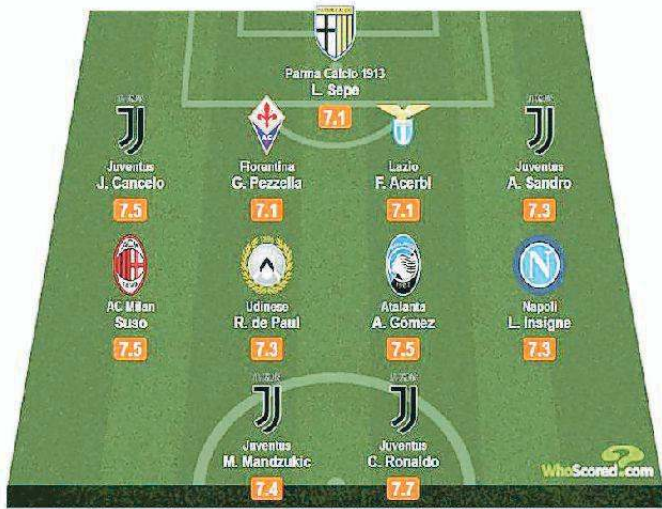 Parma Calcio 1913
L. Sepe
7.1
Juventus
J. Cancelo
7.5
Fiorentina
G. Pezzella
7.1
Lazio
F. Acerbi
7.1
Juventus
A. Sandro
7.3
AC Milan
Suso
7.5
Udinese
R. de Paul
7.3
Atalanta
A. Gómez
7.5
Napoli
L. Insigne
7.3
Juventus
M. Mandzukic
7.4
Juventus
C. Ronaldo
7.7
WhoScored.com